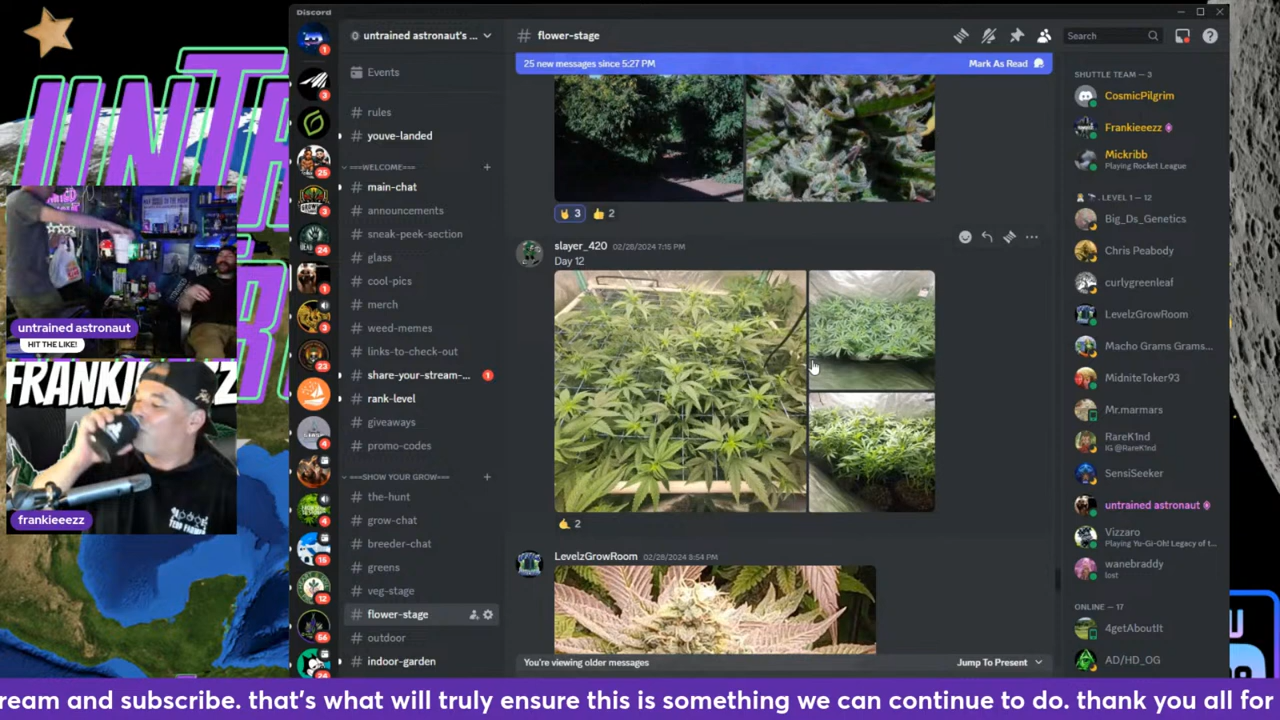 Discord
untrained astronaut's ...
Events
rules
youve-landed
===WELCOME===
main-chat
announcements
sneak-peek-section
glass
cool-pics
merch
weed-memes
links-to-check-out
share-your-stream-... 1
rank-level
giveaways
promo-codes
===SHOW YOUR GROW===
the-hunt
grow-chat
breeder-chat
greens
veg-stage
flower-stage
outdoor
indoor-garden
flower-stage
Search
25 new messages since 5:27 PM
Mark As Read
3
2
slayer_420 02/28/2024 7:15 PM
Day 12
2
LevelzGrowRoom 02/28/2024 8:54 PM
You're viewing older messages
Jump To Present
SHUTTLE TEAM — 3
CosmicPilgrim
Frankieeezz
Mickribb
Playing Rocket League
LEVEL 1 — 12
Big_Ds_Genetics
Chris Peabody
curlygreenleaf
LevelzGrowRoom
Macho Grams Grams...
MidniteToker93
Mr.marmars
RareK1nd
IG @RareK1nd
SensiSeeker
untrained astronaut
Vizzaro
Playing Yu-Gi-Oh! Legacy of t...
wanebraddy
lost
ONLINE — 17
4getAboutIt
AD/HD_OG
untrained astronaut
HIT THE LIKE!
frankieeezz
ream and subscribe. that's what will truly ensure this is something we can continue to do. thank you all for